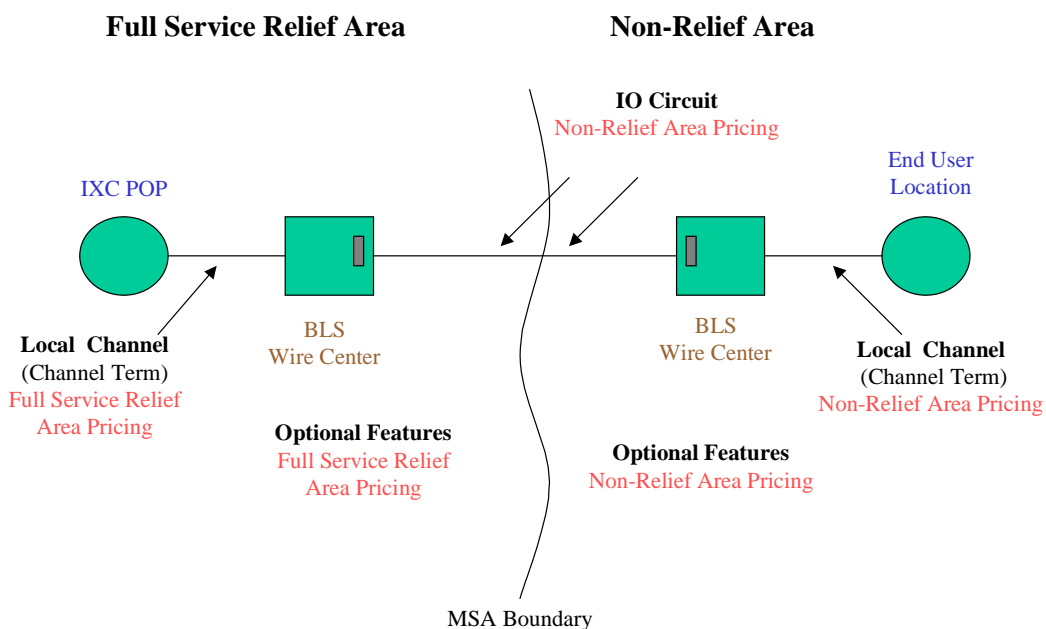 Full Service Relief Area
Non-Relief Area
IO Circuit
Non-Relief Area Pricing
IXC POP
End User
Location
BLS
Wire Center
BLS
Wire Center
Local Channel
(Channel Term)
Full Service Relief
Area Pricing
Local Channel
(Channel Term)
Non-Relief Area Pricing
Optional Features
Full Service Relief
Area Pricing
Optional Features
Non-Relief Area Pricing
MSA Boundary